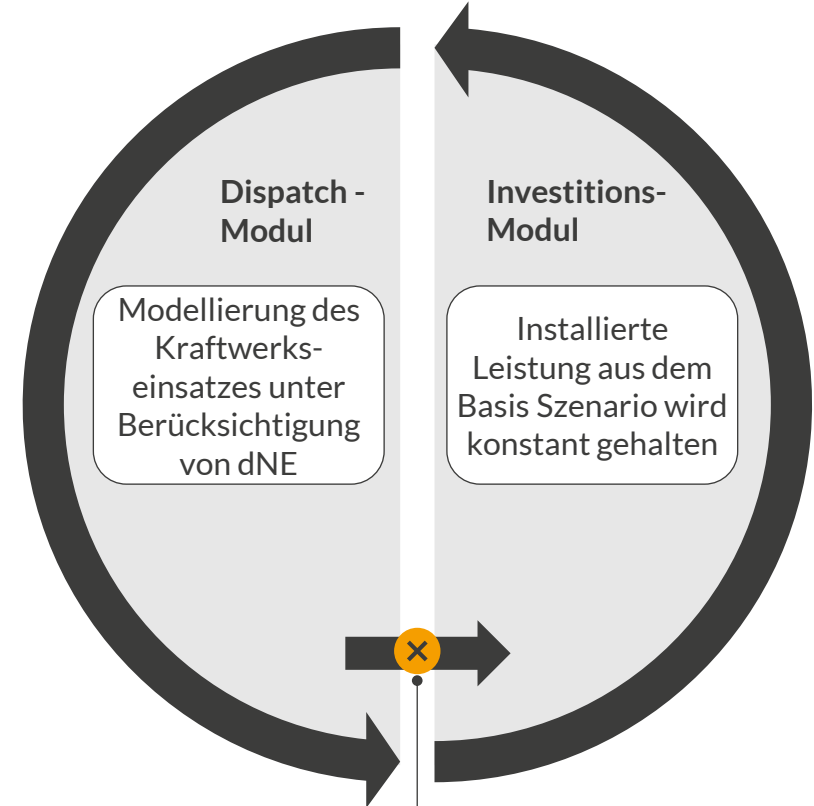 Dispatch -
Modul
Modellierung des
Kraftwerks-
einsatzes unter
Berücksichtigung
von dNE
Investitions-
Modul
Installierte
Leistung aus dem
Basis Szenario wird
konstant gehalten